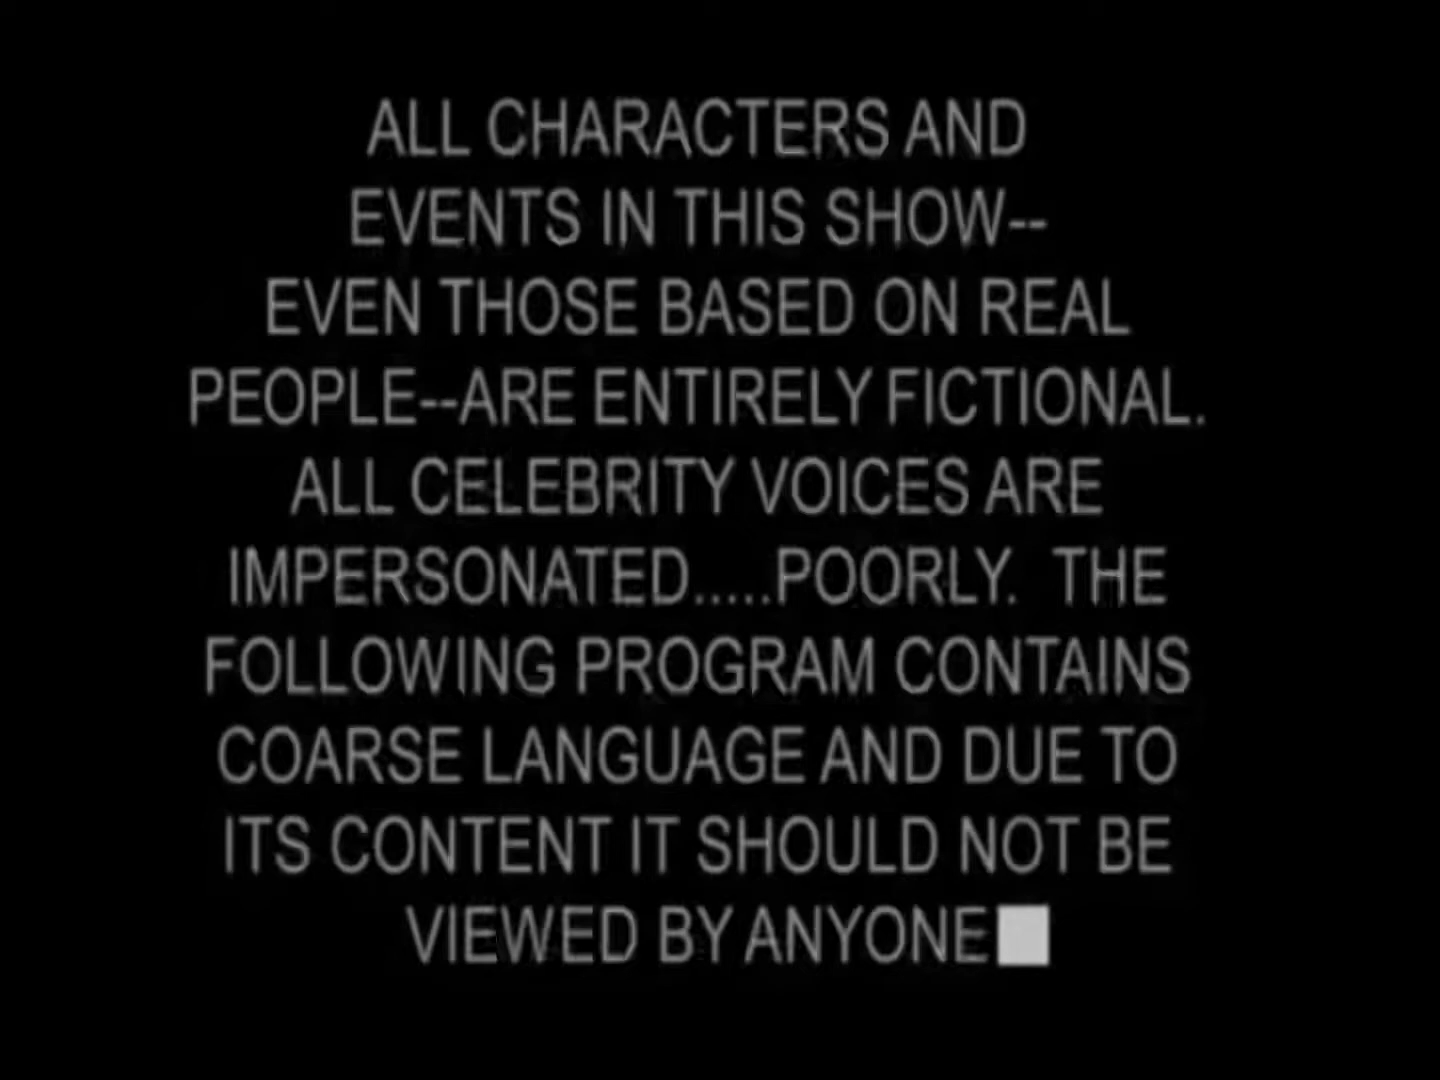 ALL CHARACTERS AND
EVENTS IN THIS SHOW--
EVEN THOSE BASED ON REAL
PEOPLE--ARE ENTIRELY FICTIONAL.
ALL CELEBRITY VOICES ARE
IMPERSONATED.....POORLY. THE
FOLLOWING PROGRAM CONTAINS
COARSE LANGUAGE AND DUE TO
ITS CONTENT IT SHOULD NOT BE
VIEWED BY ANYONE